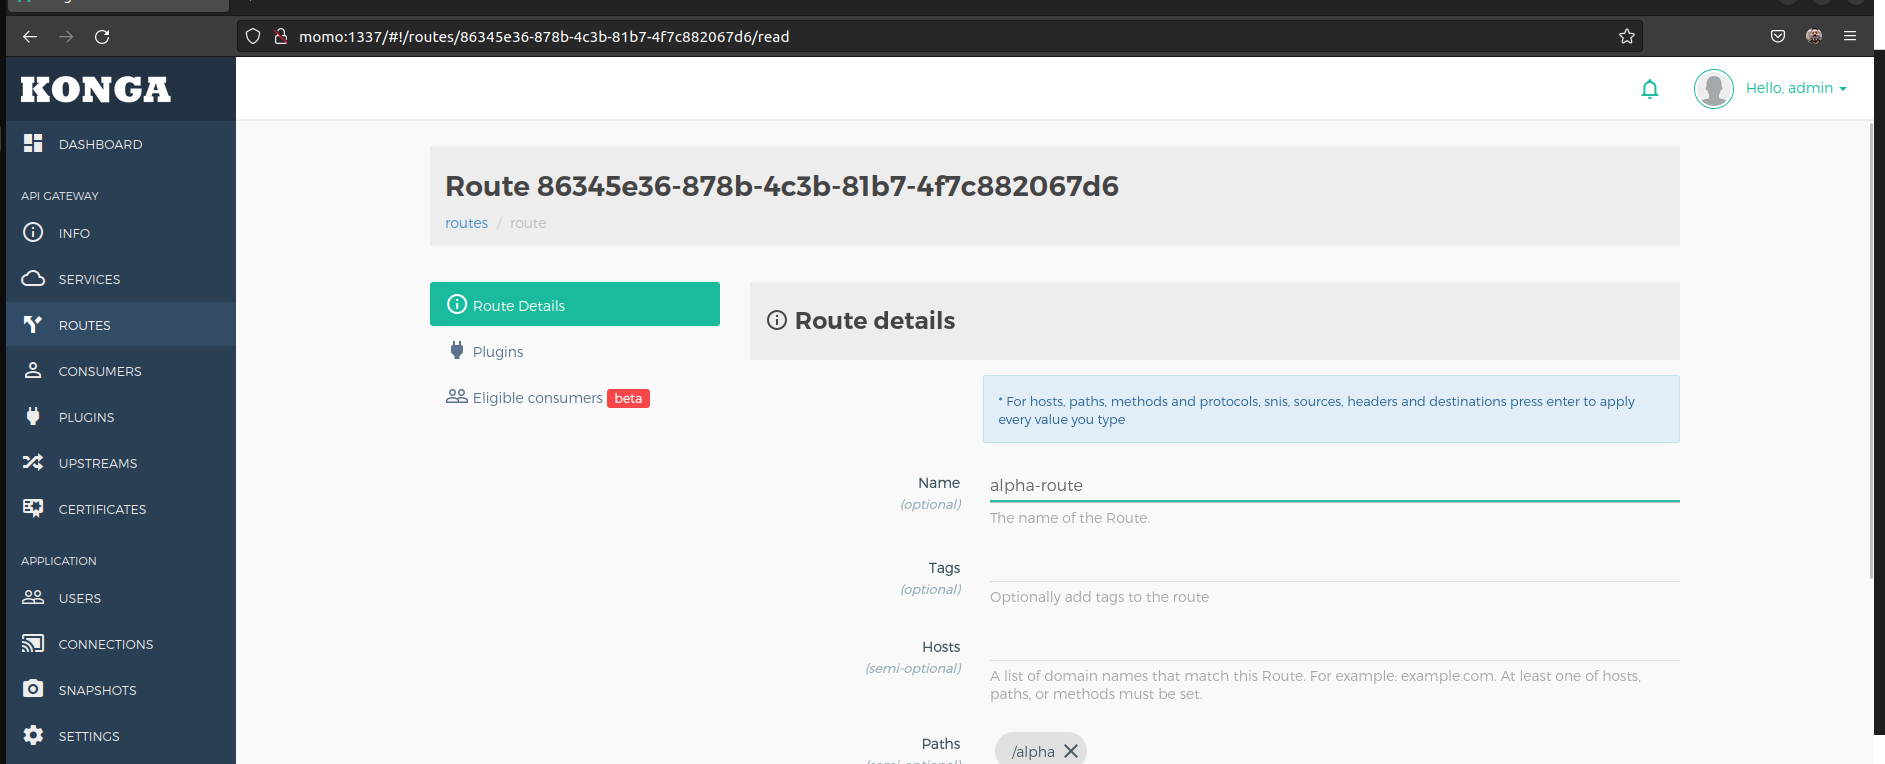 momo:1337/#!/routes/86345e36-878b-4c3b-81b7-4f7c882067d6/read
KONGA
Hello, admin
DASHBOARD
API GATEWAY
INFO
SERVICES
ROUTES
CONSUMERS
PLUGINS
UPSTREAMS
CERTIFICATES
APPLICATION
USERS
CONNECTIONS
SNAPSHOTS
SETTINGS
Route 86345e36-878b-4c3b-81b7-4f7c882067d6
routes / route
Route Details
Plugins
Eligible consumers beta
Route details
* For hosts, paths, methods and protocols, snis, sources, headers and destinations press enter to apply
every value you type
Name
(optional)
alpha-route
The name of the Route.
Tags
(optional)
Optionally add tags to the route
Hosts
(semi-optional)
A list of domain names that match this Route. For example: example.com. At least one of hosts,
paths, or methods must be set.
Paths
/alpha